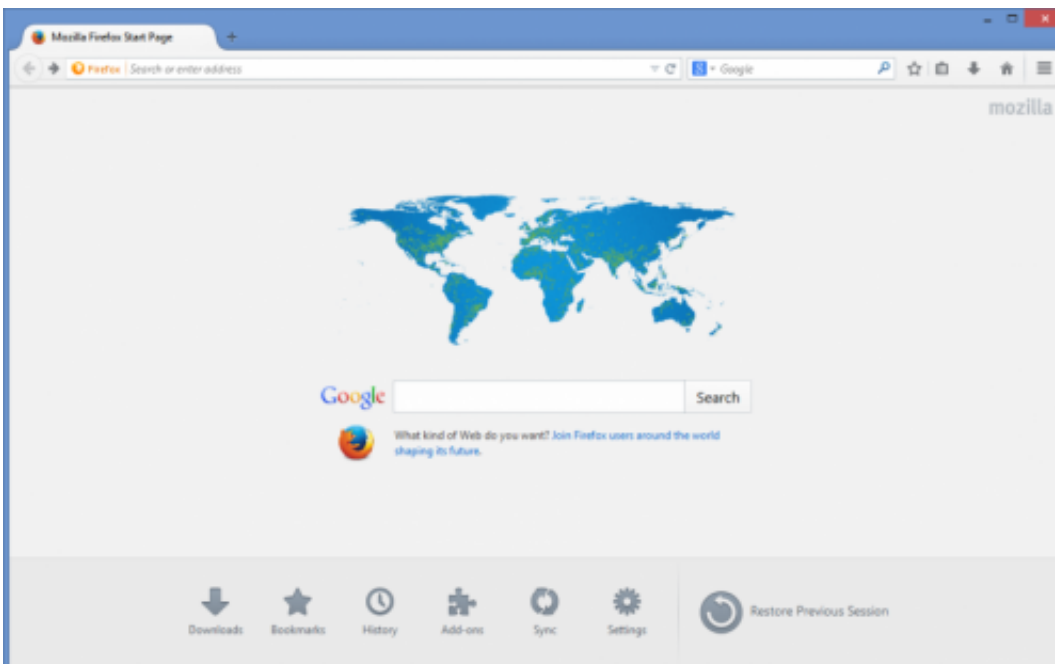 Mozilla Firefox Start Page
Firefox Search or enter address
Google
mozilla
Google
Search
What kind of Web do you want? Join Firefox users around the world
shaping its future.
Downloads Bookmarks History Add-ons Sync Settings Restore Previous Session